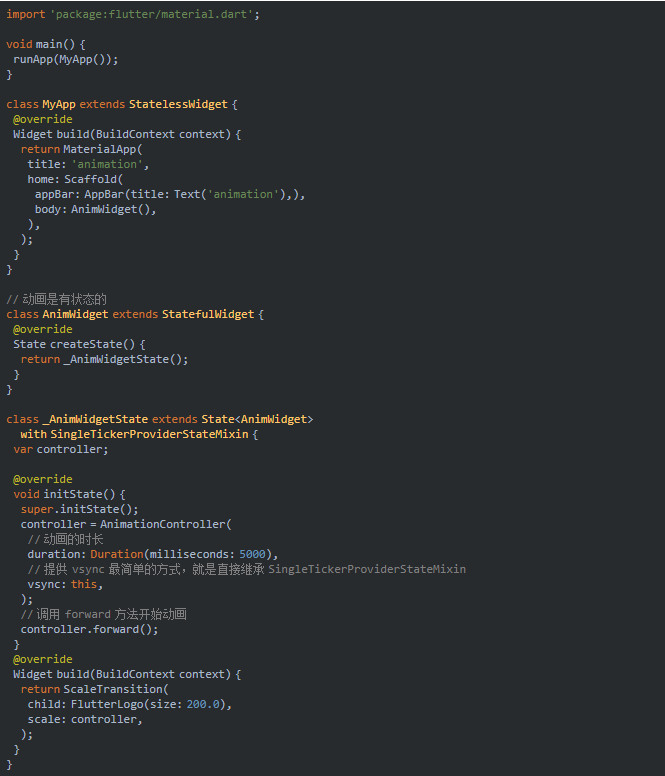 import 'package:flutter/material.dart';

void main() {
 runApp(MyApp());
}

class MyApp extends StatelessWidget {
 @override
 Widget build(BuildContext context) {
  return MaterialApp(
   title: 'animation',
   home: Scaffold(
    appBar: AppBar(title: Text('animation'),),
    body: AnimWidget(),
   ),
  );
 }
}

// 动画是有状态的
class AnimWidget extends StatefulWidget {
 @override
 State createState() {
  return _AnimWidgetState();
 }
}

class _AnimWidgetState extends State<AnimWidget>
  with SingleTickerProviderStateMixin {
 var controller;

 @override
 void initState() {
  super.initState();
  controller = AnimationController(
   // 动画的时长
   duration: Duration(milliseconds: 5000),
   // 提供 vsync 最简单的方式，就是直接继承 SingleTickerProviderStateMixin
   vsync: this,
  );
  // 调用 forward 方法开始动画
  controller.forward();
 }
 @override
 Widget build(BuildContext context) {
  return ScaleTransition(
   child: FlutterLogo(size: 200.0),
   scale: controller,
  );
 }
}